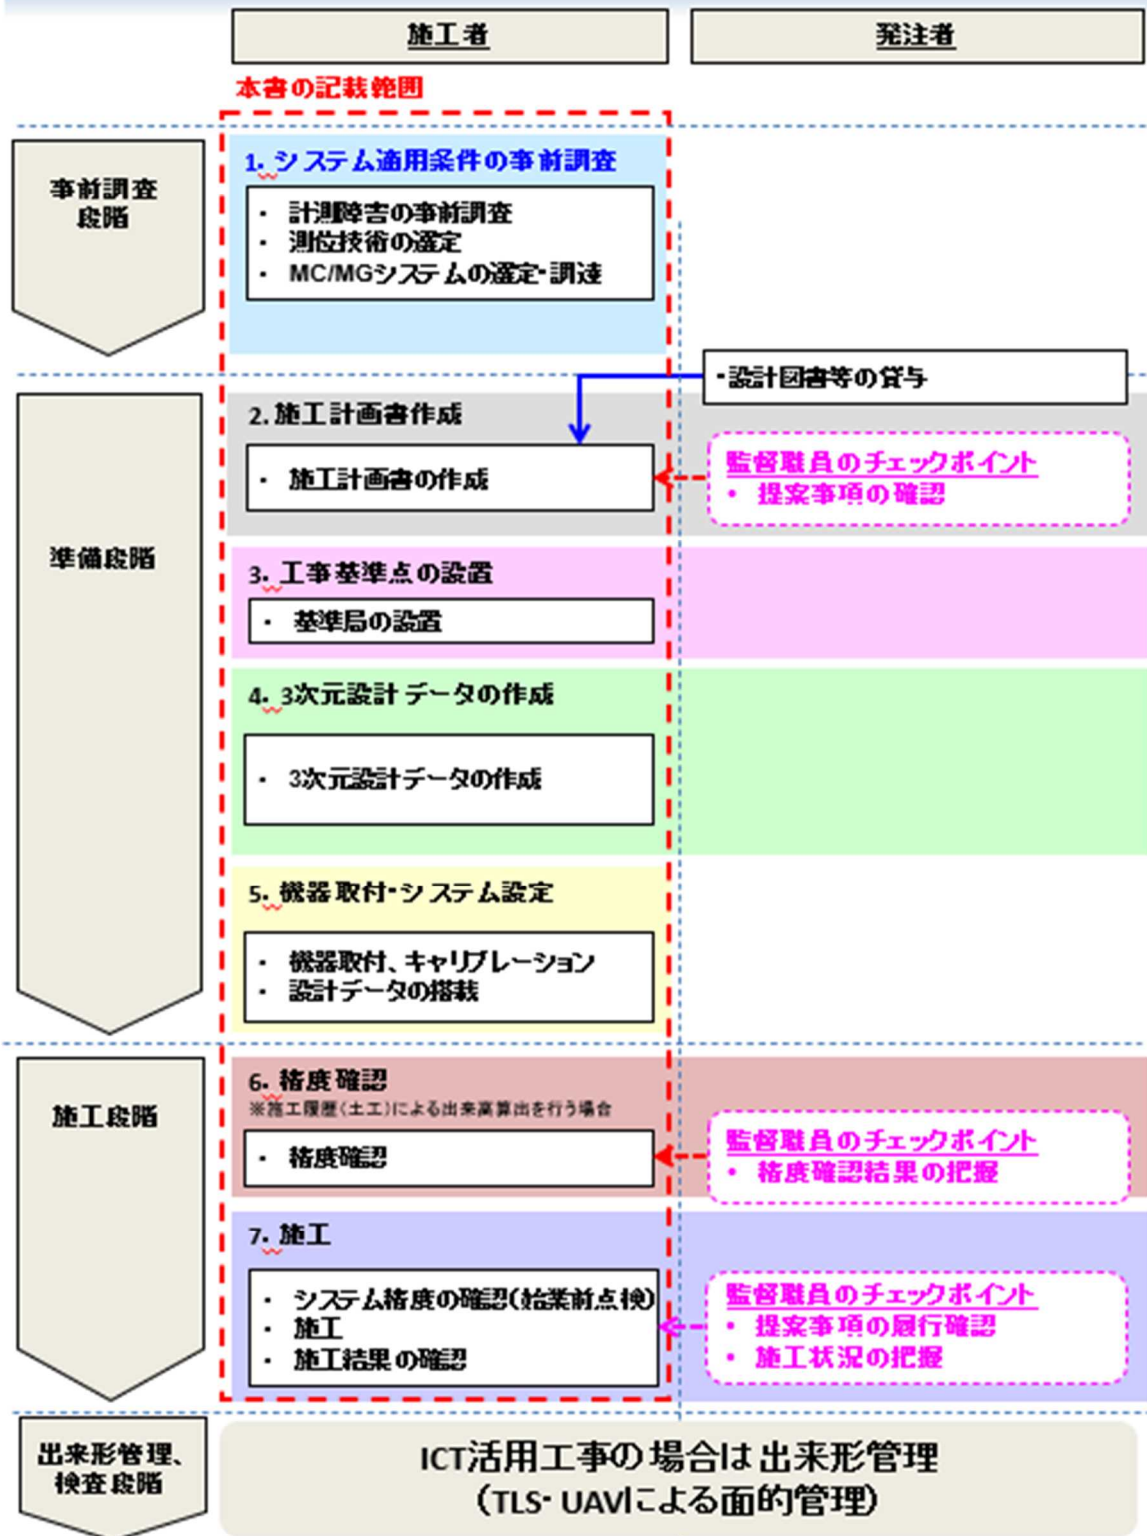 施工者
発注者
本書の記載範囲
事前調査
段階
1. システム適用条件の事前調査
・ 計測障害の事前調査
・ 測位技術の選定
・ MC/MGシステムの選定・調達
・設計図書等の貸与
準備段階
2. 施工計画書作成
・ 施工計画書の作成
監督職員のチェックポイント
・ 提案事項の確認
3. 工事基準点の設置
・ 基準局の設置
4. 3次元設計データの作成
・ 3次元設計データの作成
5. 機器取付・システム設定
・ 機器取付、キャリブレーション
・ 設計データの搭載
施工段階
6. 精度確認
※施工履歴(土工)による出来高算出を行う場合
・ 精度確認
監督職員のチェックポイント
・ 精度確認結果の把握
7. 施工
・ システム精度の確認(始業前点検)
・ 施工
・ 施工結果の確認
監督職員のチェックポイント
・ 提案事項の履行確認
・ 施工状況の把握
出来形管理、
検査段階
ICT活用工事の場合は出来形管理
(TLS・UAVによる面的管理)